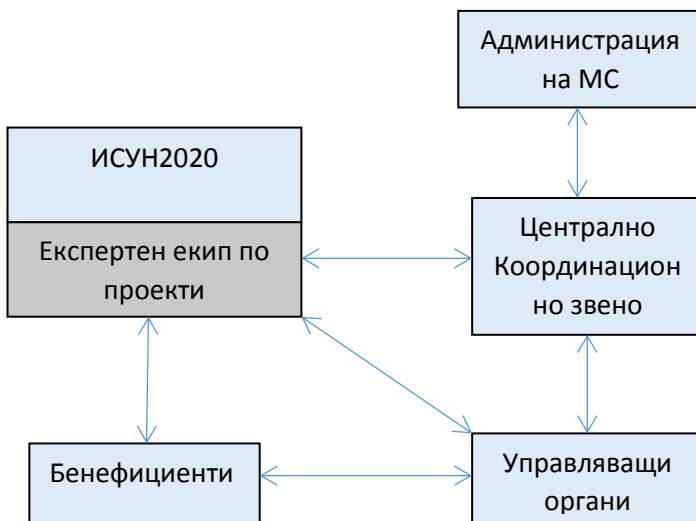 Администрация
на МС
ИСУН2020
Експертен екип по
проекти
Централно
Координацион
но звено
Бенефициенти
Управляващи
органи